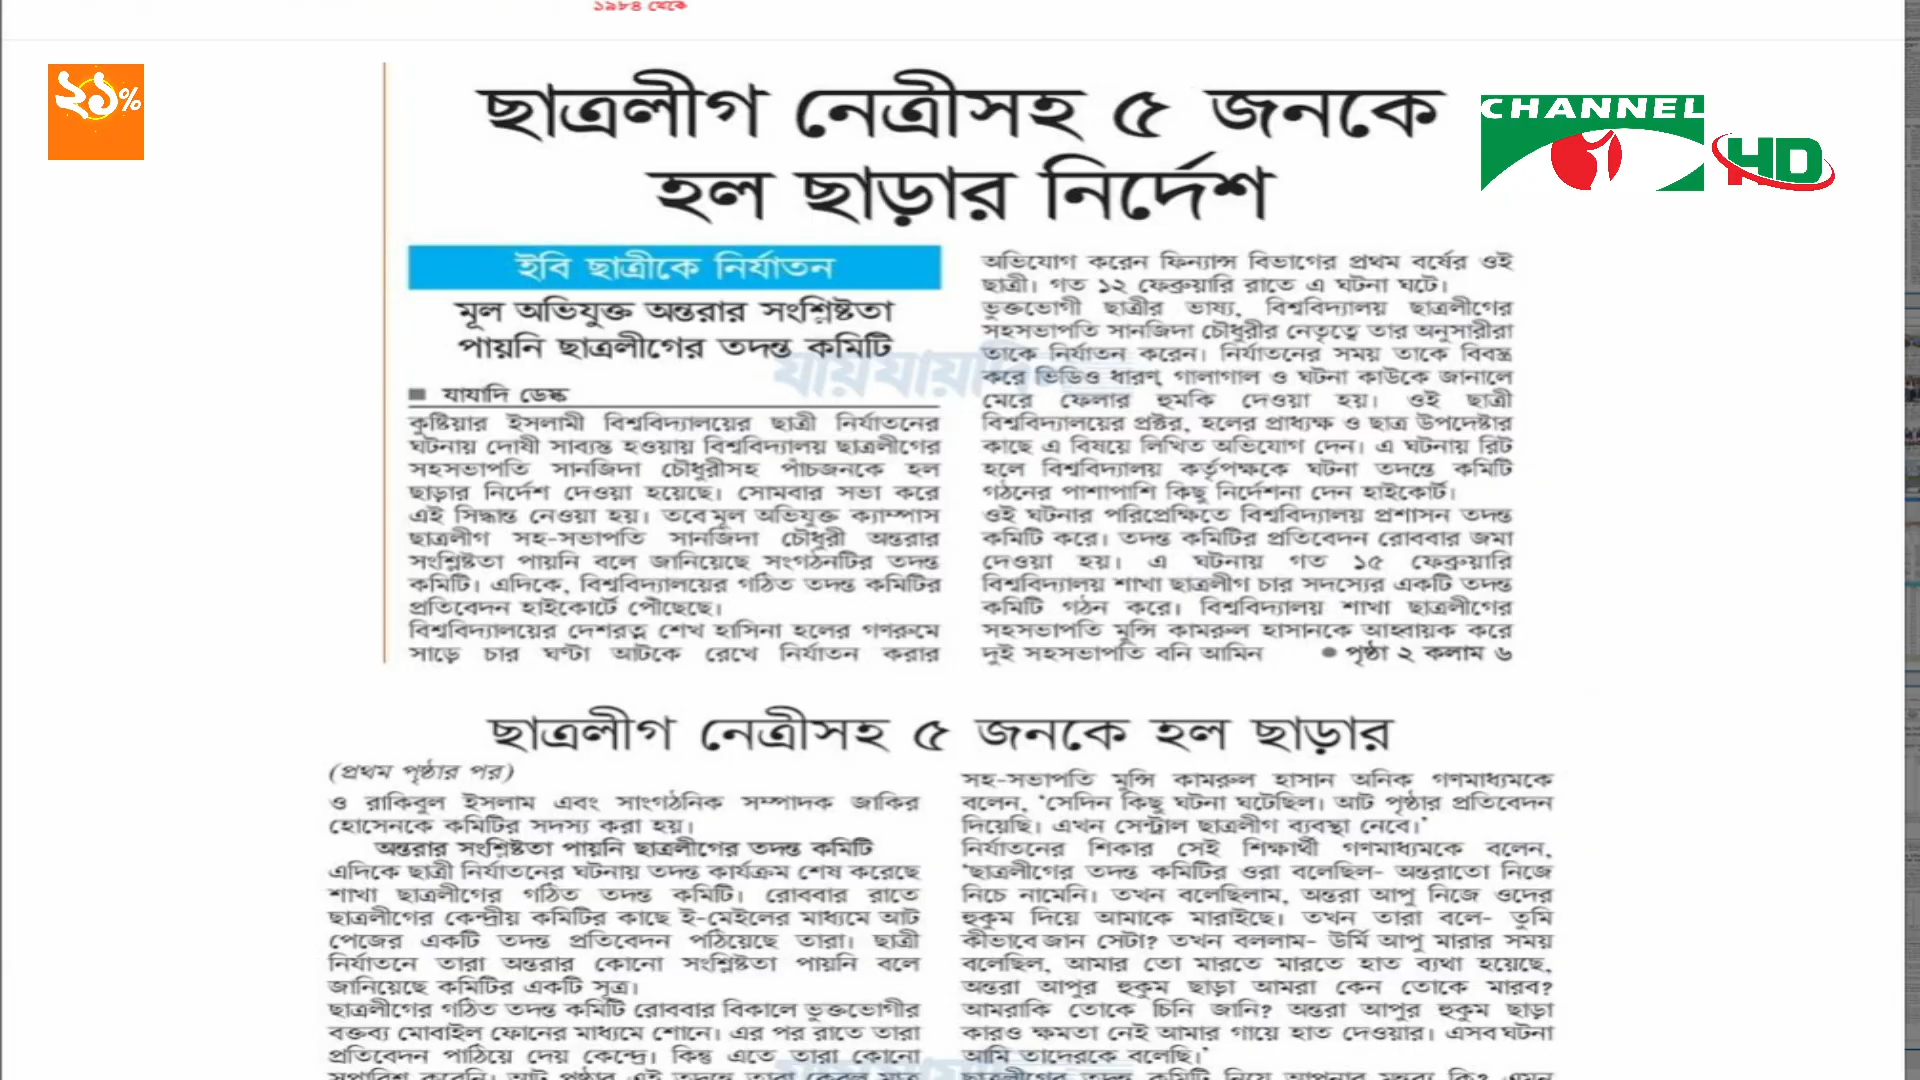 ১৯৮৪ থেকে
২১%
CHANNEL
i
HD
ছাত্রলীগ নেত্রীসহ ৫ জনকে
হল ছাড়ার নির্দেশ
ইবি ছাত্রীকে নির্যাতন
মূল অভিযুক্ত অন্তরার সংশ্লিষ্টতা
পায়নি ছাত্রলীগের তদন্ত কমিটি
যায়যায়দিন
■ যাযাদি ডেস্ক
কুষ্টিয়ার ইসলামী বিশ্ববিদ্যালয়ের ছাত্রী নির্যাতনের
ঘটনায় দোষী সাব্যস্ত হওয়ায় বিশ্ববিদ্যালয় ছাত্রলীগের
সহসভাপতি সানজিদা চৌধুরীসহ পাঁচজনকে হল
ছাড়ার নির্দেশ দেওয়া হয়েছে। সোমবার সভা করে
এই সিদ্ধান্ত নেওয়া হয়। তবে মূল অভিযুক্ত ক্যাম্পাস
ছাত্রলীগ সহ-সভাপতি সানজিদা চৌধুরী অন্তরার
সংশ্লিষ্টতা পায়নি বলে জানিয়েছে সংগঠনটির তদন্ত
কমিটি। এদিকে, বিশ্ববিদ্যালয়ের গঠিত তদন্ত কমিটির
প্রতিবেদন হাইকোর্টে পৌঁছেছে।
বিশ্ববিদ্যালয়ের দেশরত্ন শেখ হাসিনা হলের গণরুমে
সাড়ে চার ঘণ্টা আটকে রেখে নির্যাতন করার
অভিযোগ করেন ফিন্যান্স বিভাগের প্রথম বর্ষের ওই
ছাত্রী। গত ১২ ফেব্রুয়ারি রাতে এ ঘটনা ঘটে।
ভুক্তভোগী ছাত্রীর ভাষ্য, বিশ্ববিদ্যালয় ছাত্রলীগের
সহসভাপতি সানজিদা চৌধুরীর নেতৃত্বে তার অনুসারীরা
তাকে নির্যাতন করেন। নির্যাতনের সময় তাকে বিবস্ত্র
করে ভিডিও ধারণ, গালাগাল ও ঘটনা কাউকে জানালে
মেরে ফেলার হুমকি দেওয়া হয়। ওই ছাত্রী
বিশ্ববিদ্যালয়ের প্রক্টর, হলের প্রাধ্যক্ষ ও ছাত্র উপদেষ্টার
কাছে এ বিষয়ে লিখিত অভিযোগ দেন। এ ঘটনায় রিট
হলে বিশ্ববিদ্যালয় কর্তৃপক্ষকে ঘটনা তদন্তে কমিটি
গঠনের পাশাপাশি কিছু নির্দেশনা দেন হাইকোর্ট।
ওই ঘটনার পরিপ্রেক্ষিতে বিশ্ববিদ্যালয় প্রশাসন তদন্ত
কমিটি করে। তদন্ত কমিটির প্রতিবেদন রোববার জমা
দেওয়া হয়। এ ঘটনায় গত ১৫ ফেব্রুয়ারি
বিশ্ববিদ্যালয় শাখা ছাত্রলীগ চার সদস্যের একটি তদন্ত
কমিটি গঠন করে। বিশ্ববিদ্যালয় শাখা ছাত্রলীগের
সহসভাপতি মুন্সি কামরুল হাসানকে আহ্বায়ক করে
দুই সহসভাপতি বনি আমিন ● পৃষ্ঠা ২ কলাম ৬
ছাত্রলীগ নেত্রীসহ ৫ জনকে হল ছাড়ার
(প্রথম পৃষ্ঠার পর)
ও রাকিবুল ইসলাম এবং সাংগঠনিক সম্পাদক জাকির
হোসেনকে কমিটির সদস্য করা হয়।
অন্তরার সংশ্লিষ্টতা পায়নি ছাত্রলীগের তদন্ত কমিটি
এদিকে ছাত্রী নির্যাতনের ঘটনায় তদন্ত কার্যক্রম শেষ করেছে
শাখা ছাত্রলীগের গঠিত তদন্ত কমিটি। রোববার রাতে
ছাত্রলীগের কেন্দ্রীয় কমিটির কাছে ই-মেইলের মাধ্যমে আট
পেজের একটি তদন্ত প্রতিবেদন পঠিয়েছে তারা। ছাত্রী
নির্যাতনে তারা অন্তরার কোনো সংশ্লিষ্টতা পায়নি বলে
জানিয়েছে কমিটির একটি সূত্র।
ছাত্রলীগের গঠিত তদন্ত কমিটি রোববার বিকালে ভুক্তভোগীর
বক্তব্য মোবাইল ফোনের মাধ্যমে শোনে। এর পর রাতে তারা
প্রতিবেদন পাঠিয়ে দেয় কেন্দ্রে। কিন্তু এতে তারা কোনো
সহ-সভাপতি মুন্সি কামরুল হাসান অনিক গণমাধ্যমকে
বলেন, 'সেদিন কিছু ঘটনা ঘটেছিল। আট পৃষ্ঠার প্রতিবেদন
দিয়েছি। এখন সেন্ট্রাল ছাত্রলীগ ব্যবস্থা নেবে।'
নির্যাতনের শিকার সেই শিক্ষার্থী গণমাধ্যমকে বলেন,
'ছাত্রলীগের তদন্ত কমিটির ওরা বলেছিল- অন্তরাতো নিজে
নিচে নামেনি। তখন বলেছিলাম, অন্তরা আপু নিজে ওদের
হুকুম দিয়ে আমাকে মারাইছে। তখন তারা বলে- তুমি
কীভাবে জান সেটা? তখন বললাম- উর্মি আপু মারার সময়
বলেছিল, আমার তো মারতে মারতে হাত ব্যথা হয়েছে,
অন্তরা আপুর হুকুম ছাড়া আমরা কেন তোকে মারব?
আমরাকি তোকে চিনি জানি? অন্তরা আপুর হুকুম ছাড়া
কারও ক্ষমতা নেই আমার গায়ে হাত দেওয়ার। এসব ঘটনা
আমি তাদেরকে বলেছি।'